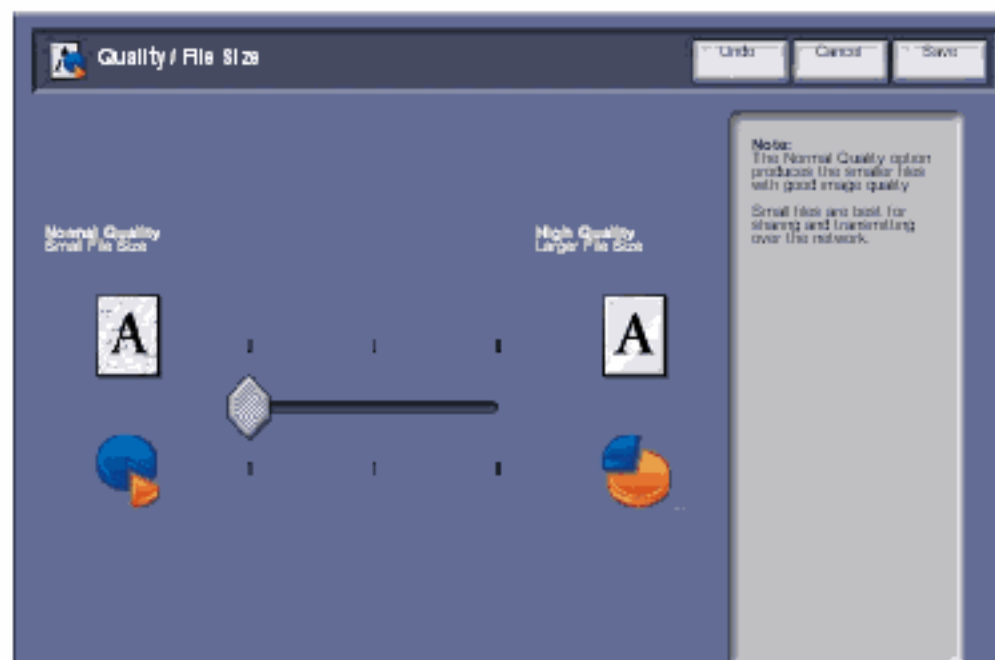 Quality / File Size
Undo
Cancel
Save
Normal Quality
Small File Size
High Quality
Larger File Size
A
A
Note:
The Normal Quality option
produces the smaller files
with good image quality
Small files are best for
sharing and transmitting
over the network.